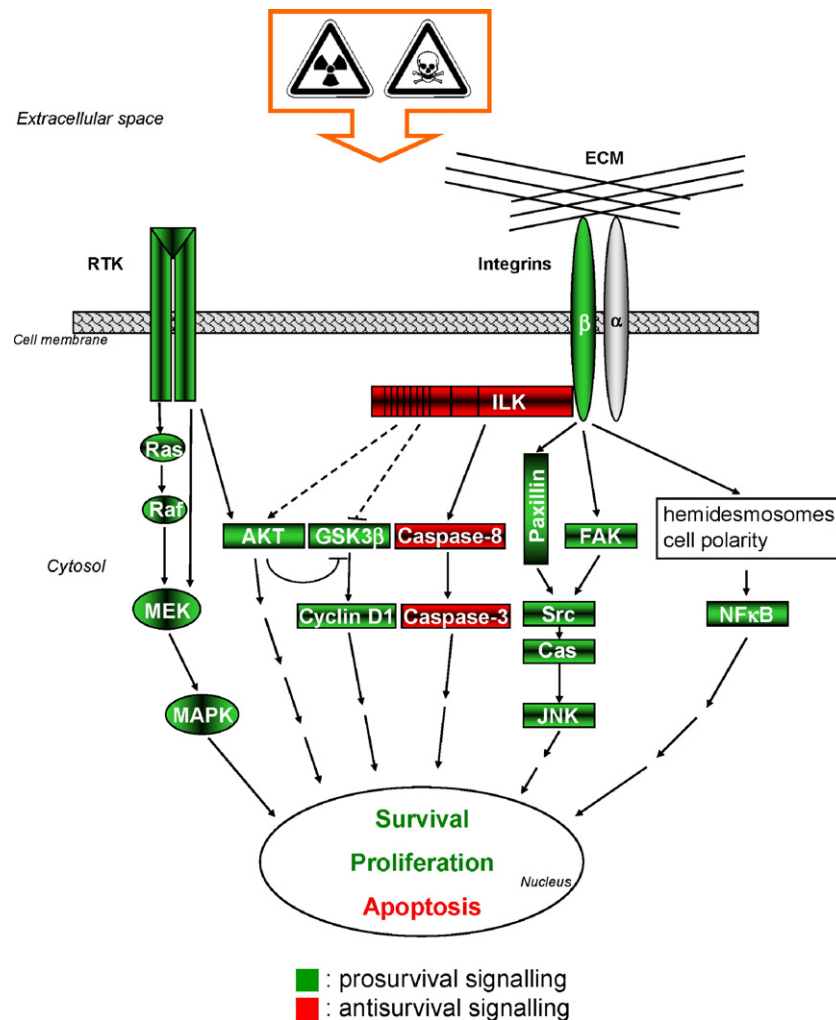 Extracellular space
ECM
RTK
Integrins
Cell membrane
β
α
ILK
Ras
Raf
Paxillin
hemidesmosomes
cell polarity
AKT
GSK3β
Caspase-8
FAK
Cytosol
MEK
Cyclin D1
Caspase-3
Src
NFκB
Cas
MAPK
JNK
Survival
Proliferation
Nucleus
Apoptosis
: prosurvival signalling
: antisurvival signalling